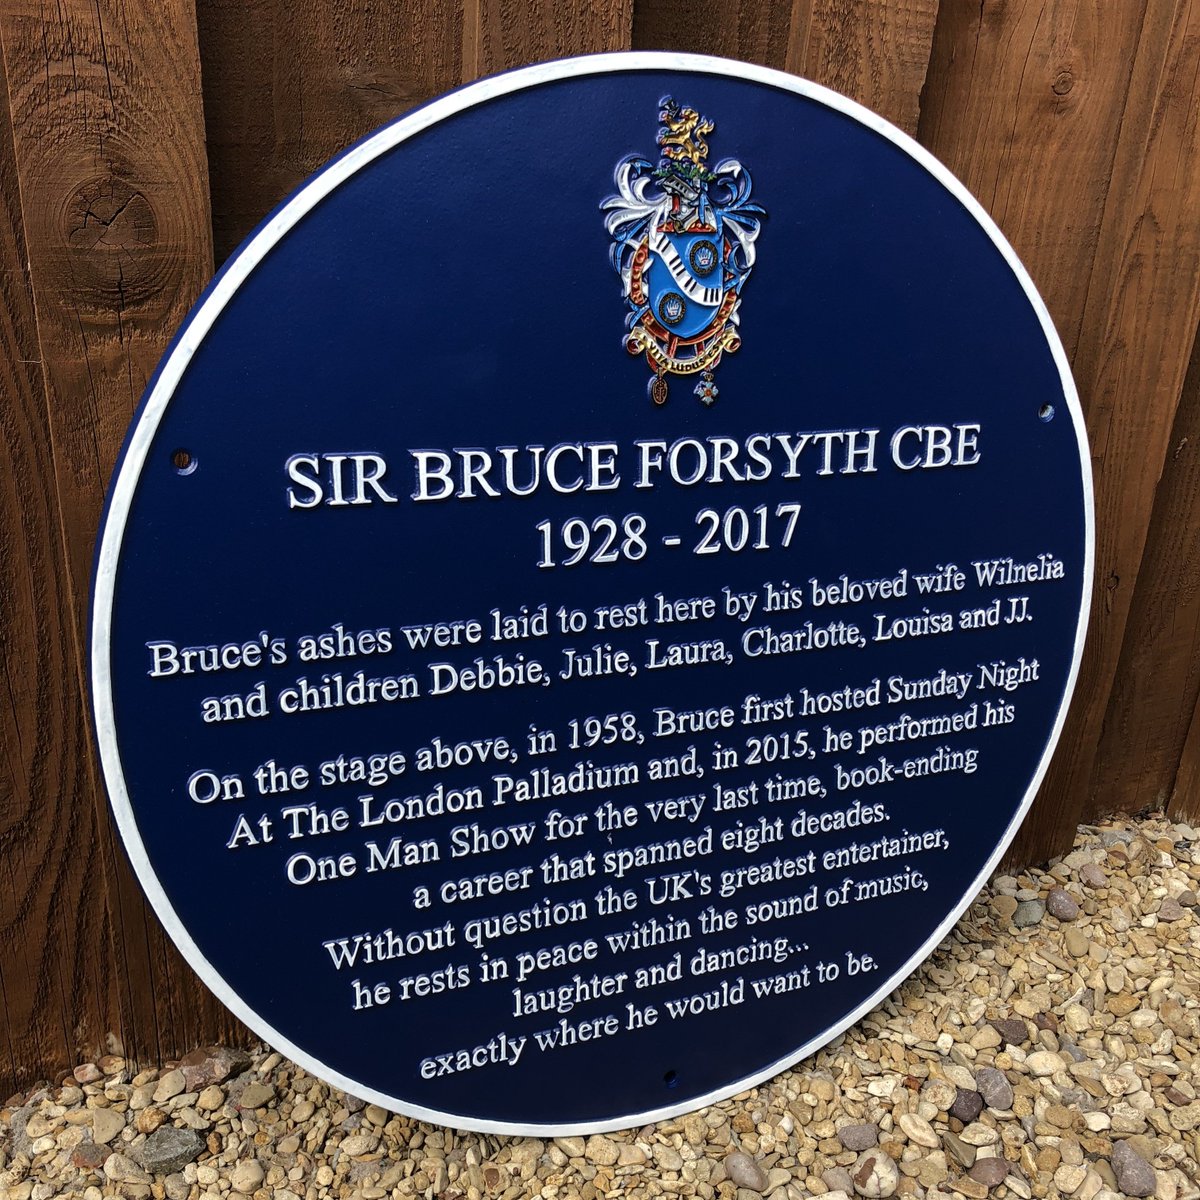 VITA LUDUS
SIR BRUCE FORSYTH CBE
1928 - 2017
Bruce's ashes were laid to rest here by his beloved wife Wilnelia
and children Debbie, Julie, Laura, Charlotte, Louisa and JJ.
On the stage above, in 1958, Bruce first hosted Sunday Night
At The London Palladium and, in 2015, he performed his
One Man Show for the very last time, book-ending
a career that spanned eight decades.
Without question the UK's greatest entertainer,
he rests in peace within the sound of music,
laughter and dancing...
exactly where he would want to be.